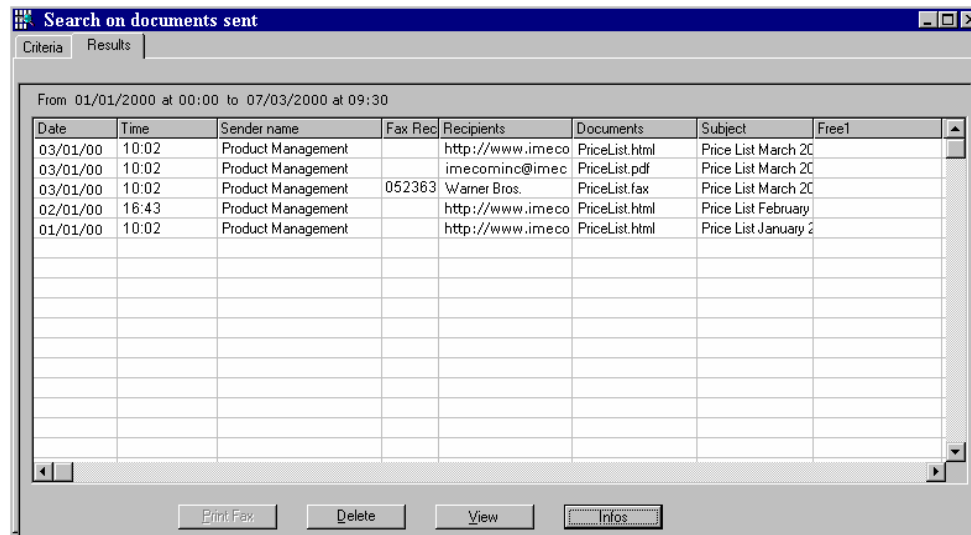 Search on documents sent
Criteria Results
From 01/01/2000 at 00:00 to 07/03/2000 at 09:30
Date Time Sender name Fax Rec Recipients Documents Subject Free1
03/01/00 10:02 Product Management http://www.imeco PriceList.html Price List March 20
03/01/00 10:02 Product Management imecominc@imec PriceList.pdf Price List March 20
03/01/00 10:02 Product Management 052363 Warner Bros. PriceList.fax Price List March 20
02/01/00 16:43 Product Management http://www.imeco PriceList.html Price List February
01/01/00 10:02 Product Management http://www.imeco PriceList.html Price List January 2
Print Fax Delete View Infos